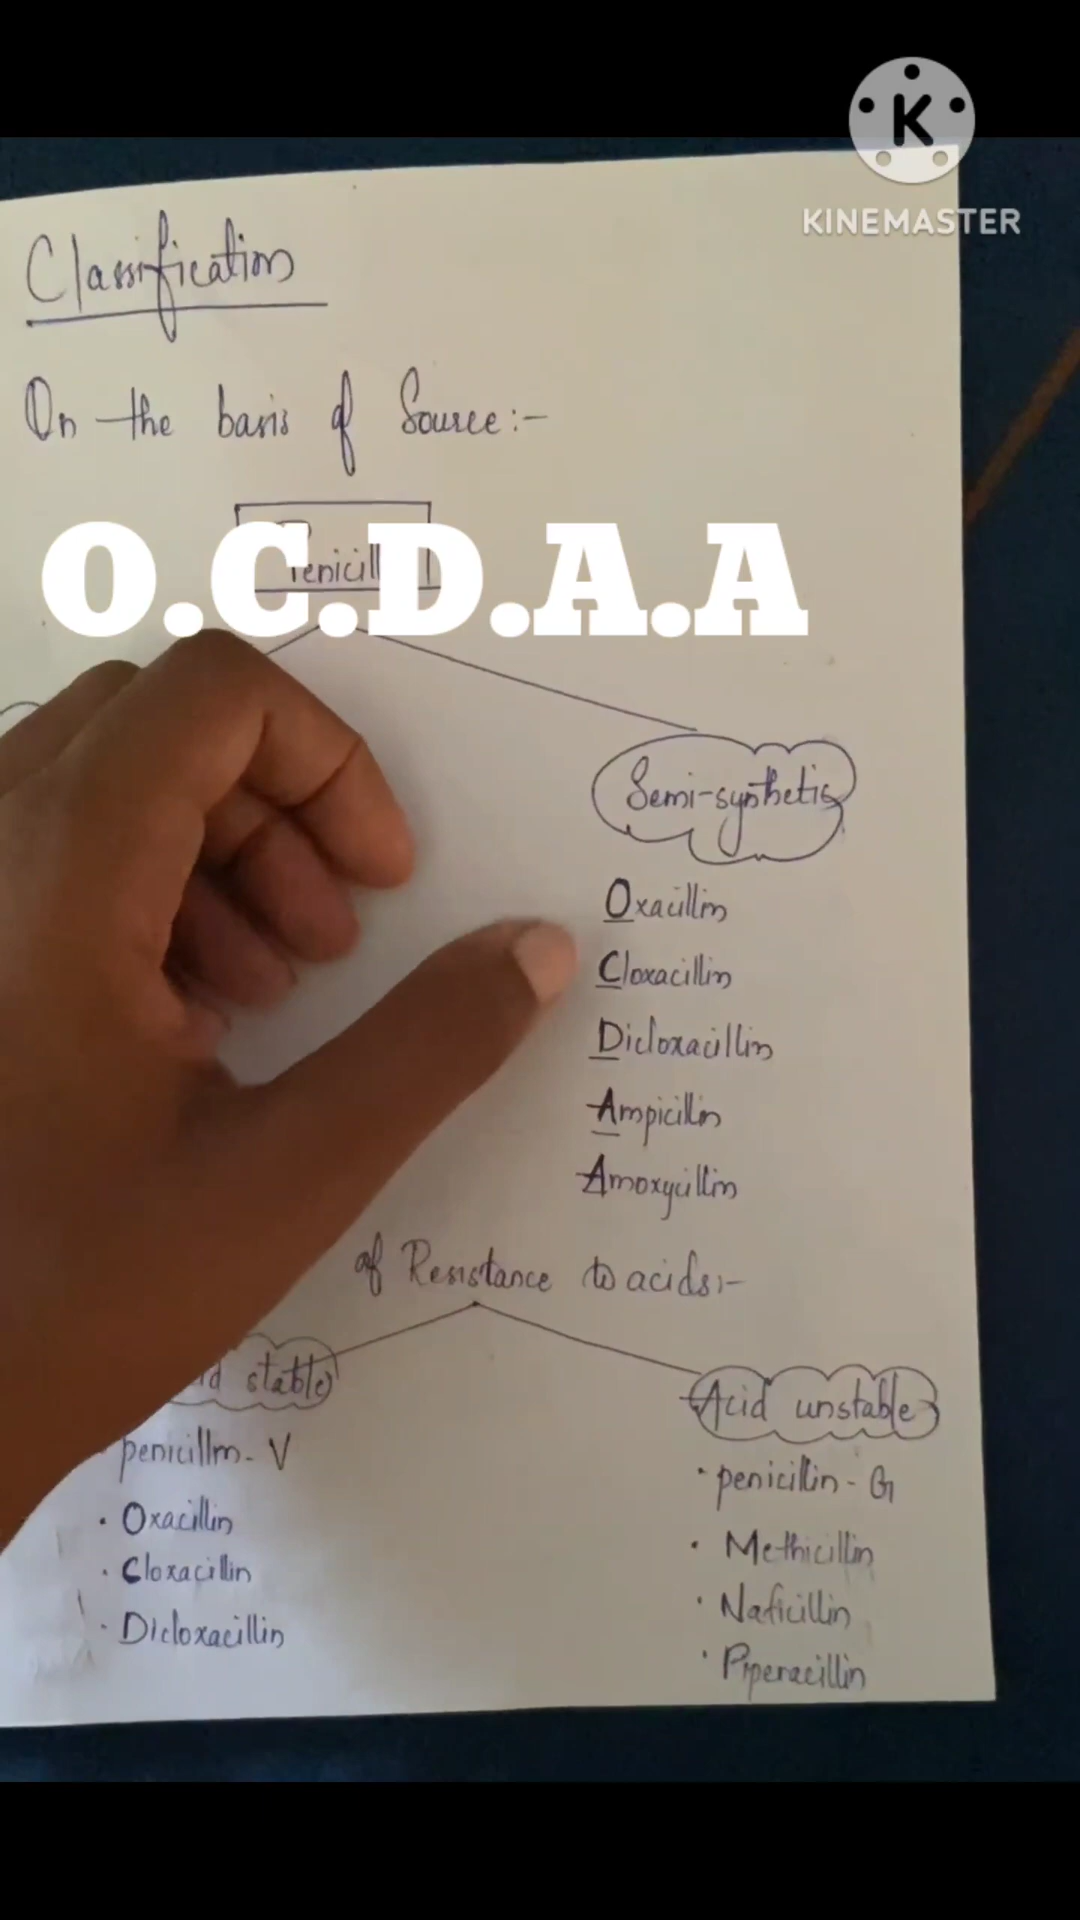 KINEMASTER
Classification
On the basis of Source:-
O.C.D.A.A
Semi-synthetic
Oxacillin
Cloxacillin
Dicloxacillin
Ampicillin
Amoxycillin
of Resistance to acids:-
stable
Acid unstable
penicillin - V
• Oxacillin
• Cloxacillin
• Dicloxacillin
• penicillin - G
• Methicillin
• Naficillin
• Piperacillin